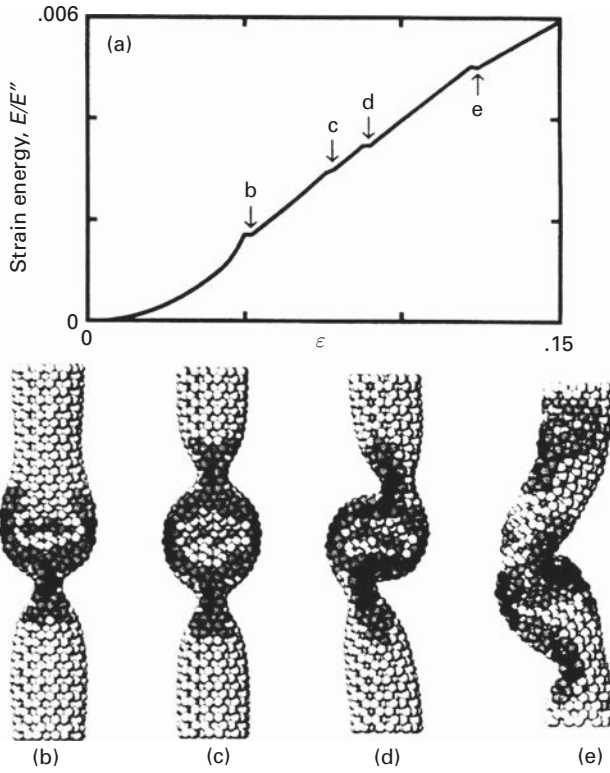 .006
(a)
Strain energy, E/E″
b
c
d
e
0
0
ε
.15
(b)
(c)
(d)
(e)